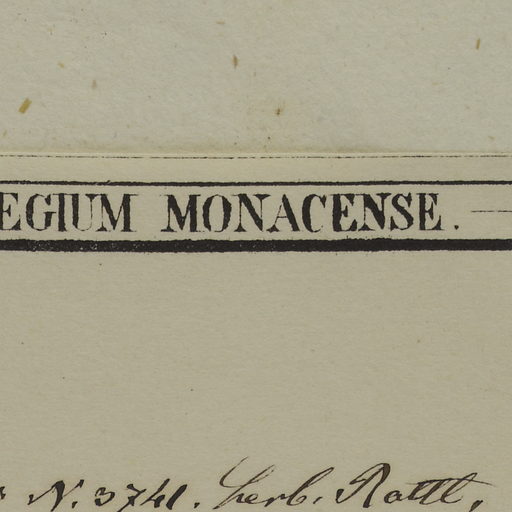 EGIUM MONACENSE.
N. 3741. herb. Rottl,